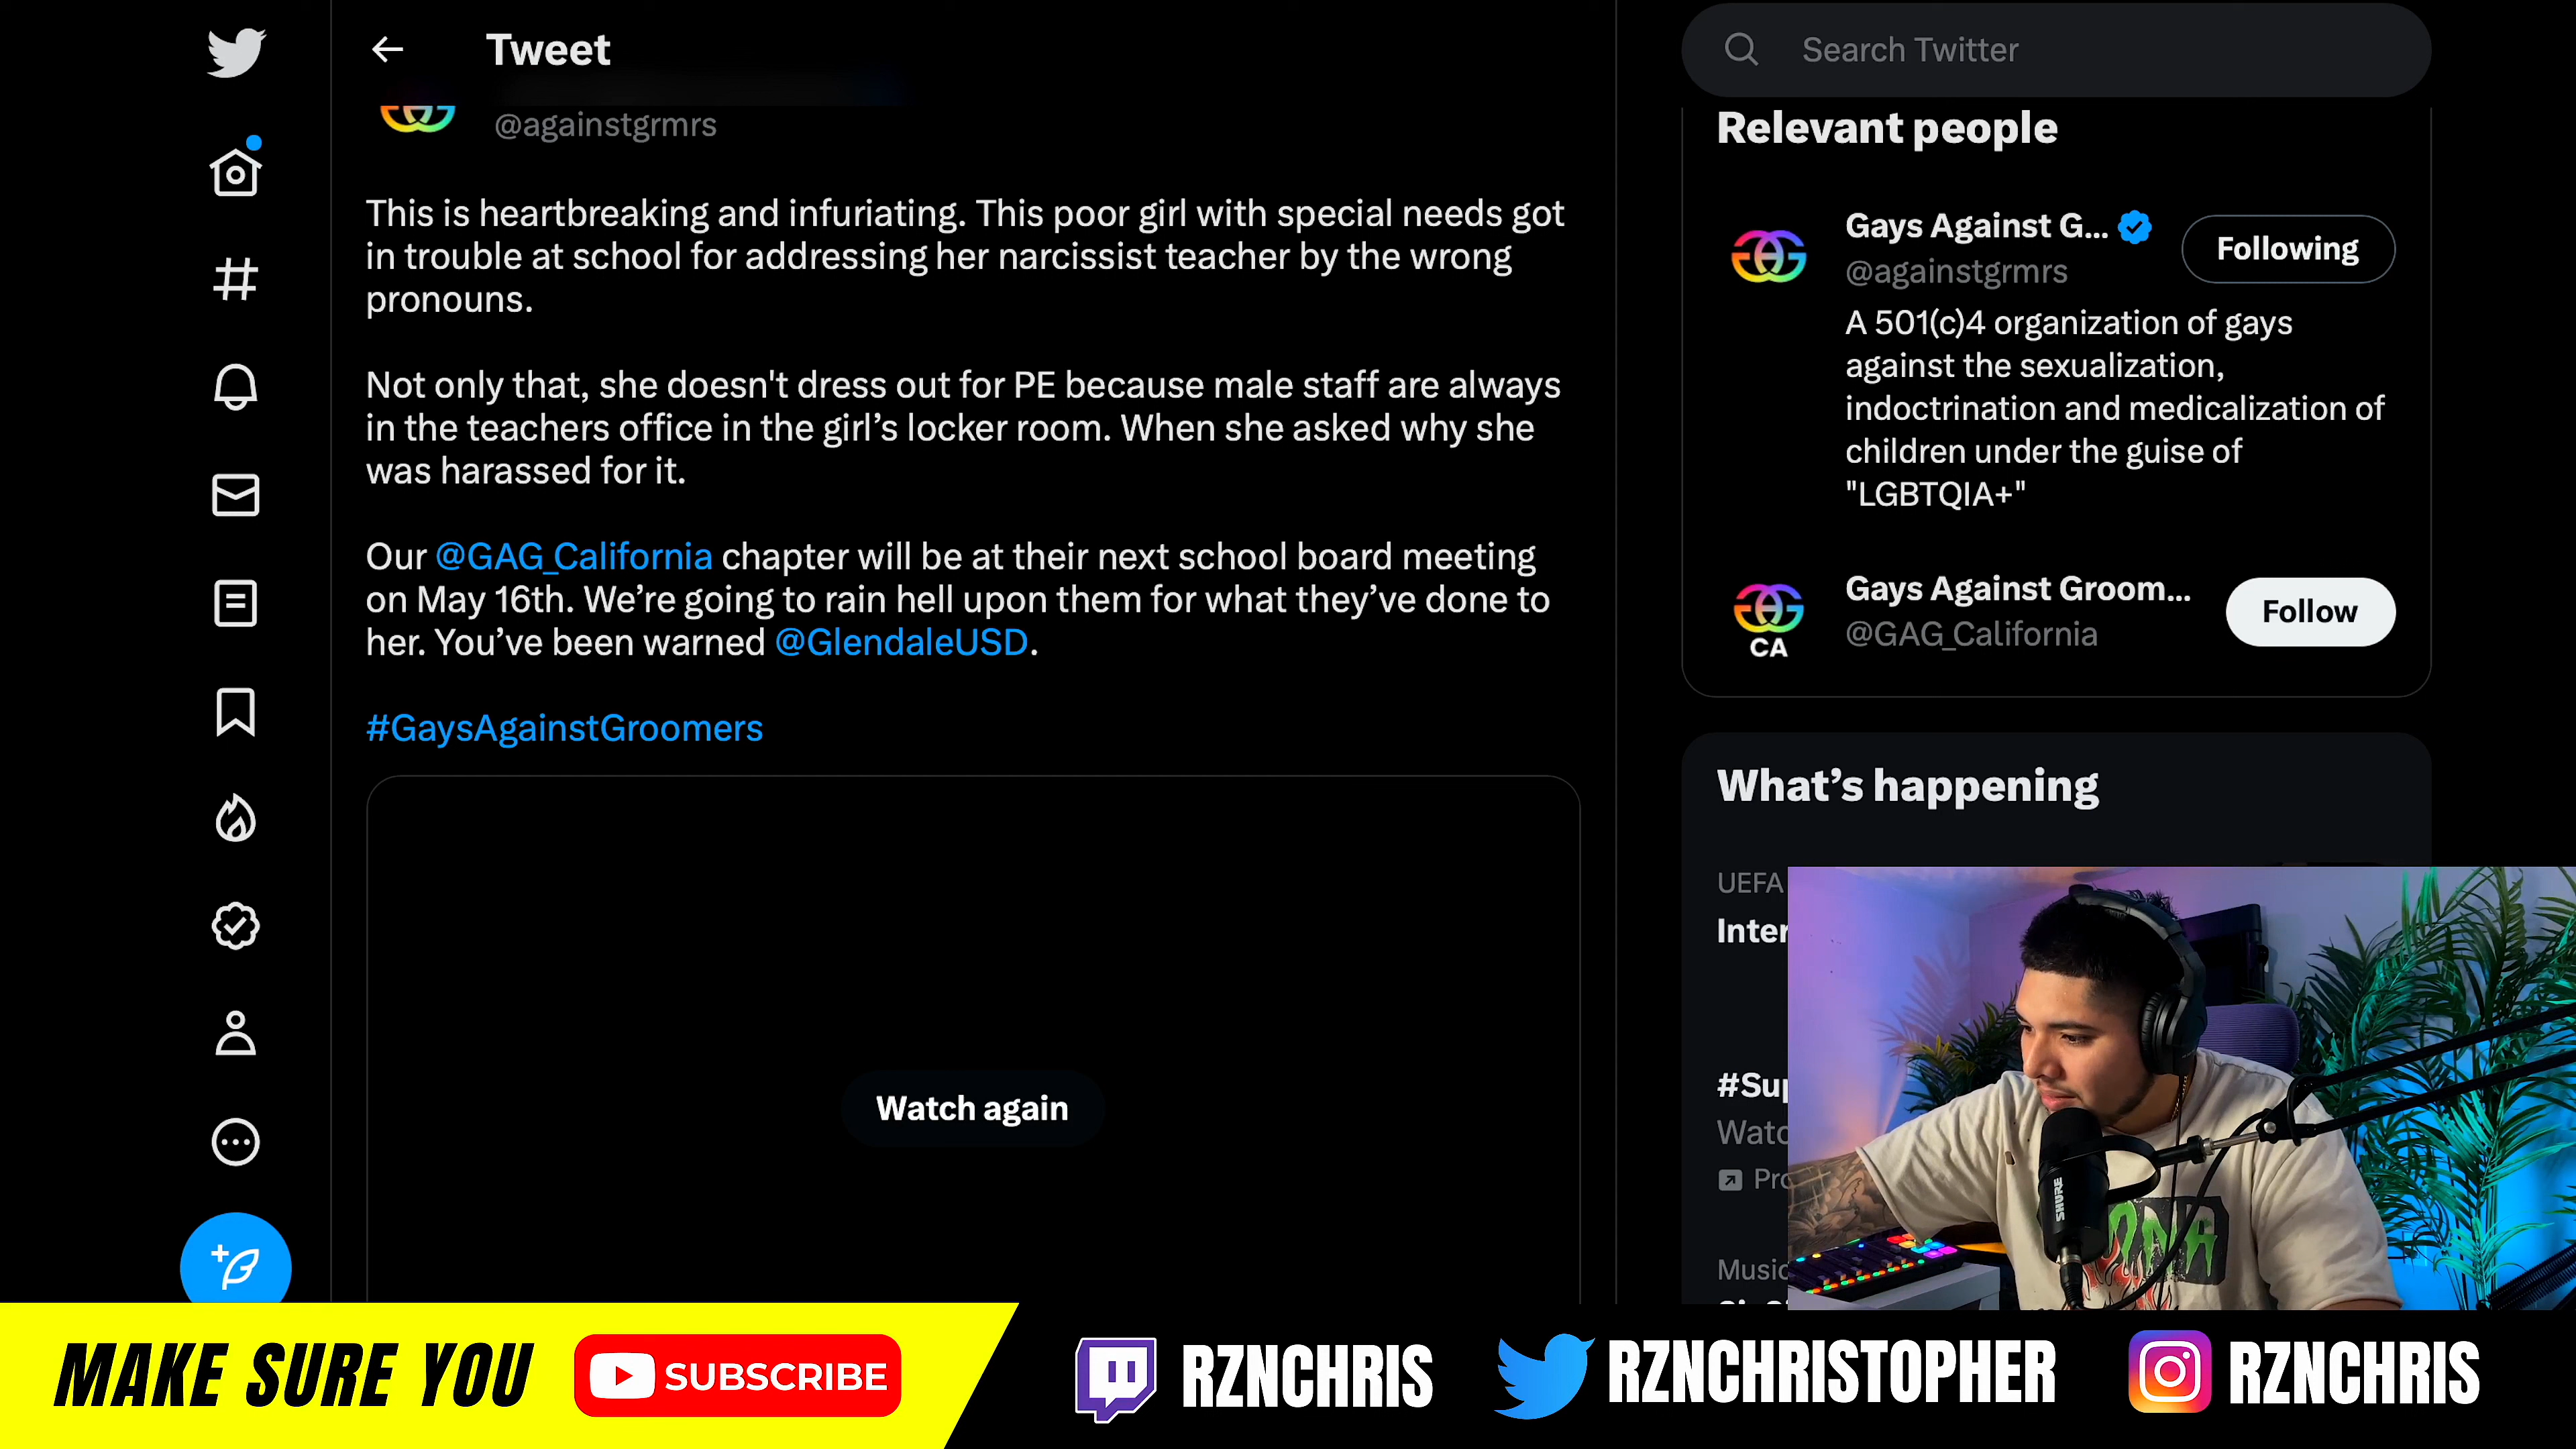 Tweet
@againstgrmrs
This is heartbreaking and infuriating. This poor girl with special needs got
in trouble at school for addressing her narcissist teacher by the wrong
pronouns.
Not only that, she doesn't dress out for PE because male staff are always
in the teachers office in the girl’s locker room. When she asked why she
was harassed for it.
Our @GAG_California chapter will be at their next school board meeting
on May 16th. We’re going to rain hell upon them for what they’ve done to
her. You’ve been warned @GlendaleUSD.
#GaysAgainstGroomers
Watch again
Search Twitter
Relevant people
Gays Against G...
@againstgrmrs
Following
A 501(c)4 organization of gays
against the sexualization,
indoctrination and medicalization of
children under the guise of
"LGBTQIA+"
Gays Against Groom...
@GAG_California
Follow
CA
What’s happening
UEFA
Inter
#Sup
Watc
Pro
Music
SHURE
MAKE SURE YOU
SUBSCRIBE
RZNCHRIS
RZNCHRISTOPHER
RZNCHRIS